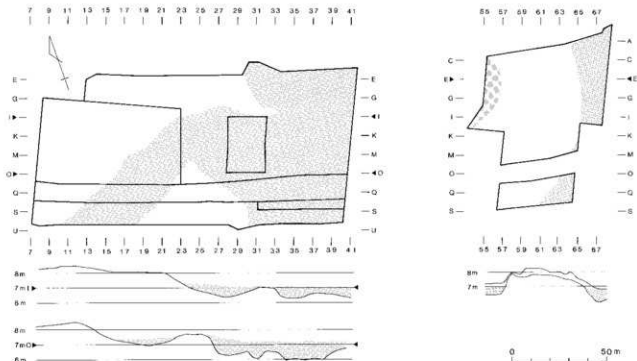 7 9 11 13 15 17 19 21 23 25 27 29 31 33 35 37 39 41
E E
G G
I I
K K
M M
O O
Q Q
S S
U U
7 9 11 13 15 17 19 21 23 25 27 29 31 33 35 37 39 41
8m
7m I
6m
8m
7m O
6m
55 57 59 61 63 65 67
A
C C
E E
G G
I I
K K
M M
O O
Q Q
S S
55 57 59 61 63 65 67
8m
7m
0 50 m